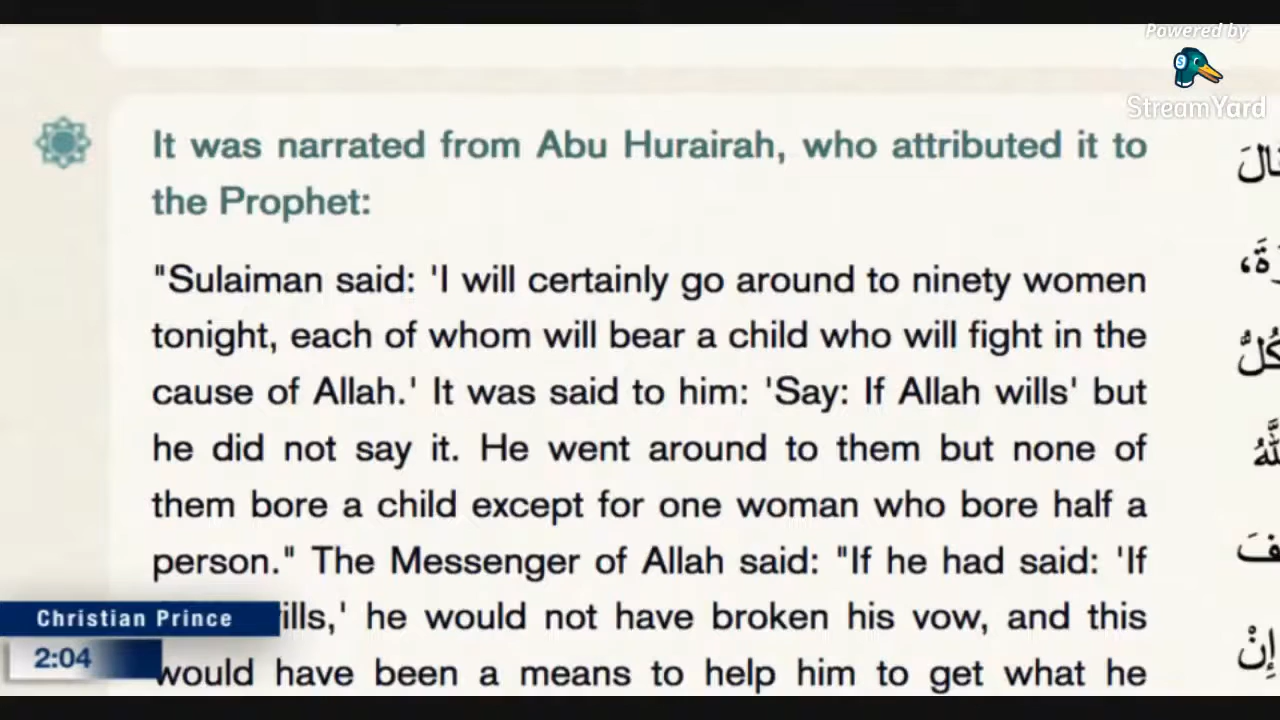 Powered by
StreamYard
It was narrated from Abu Hurairah, who attributed it to
the Prophet:
"Sulaiman said: 'I will certainly go around to ninety women
tonight, each of whom will bear a child who will fight in the
cause of Allah.' It was said to him: 'Say: If Allah wills' but
he did not say it. He went around to them but none of
them bore a child except for one woman who bore half a
person." The Messenger of Allah said: "If he had said: 'If
ills,' he would not have broken his vow, and this
would have been a means to help him to get what he
Christian Prince
2:04